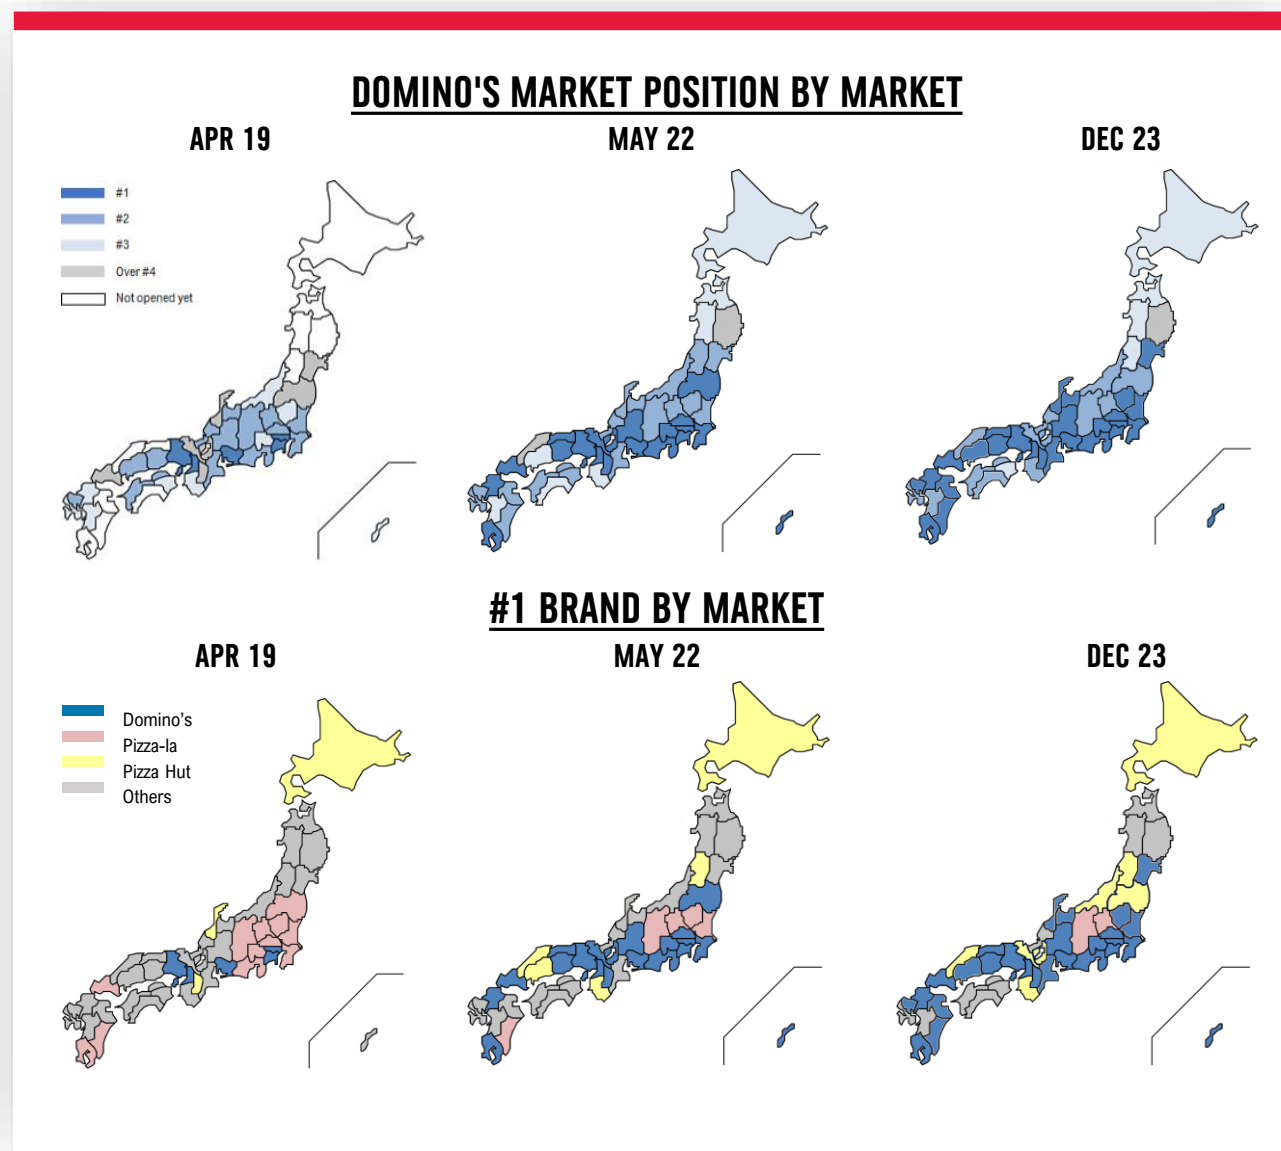 DOMINO'S MARKET POSITION BY MARKET
APR 19
MAY 22
DEC 23
#1
#2
#3
Over #4
Not opened yet
#1 BRAND BY MARKET
APR 19
MAY 22
DEC 23
Domino's
Pizza-la
Pizza Hut
Others